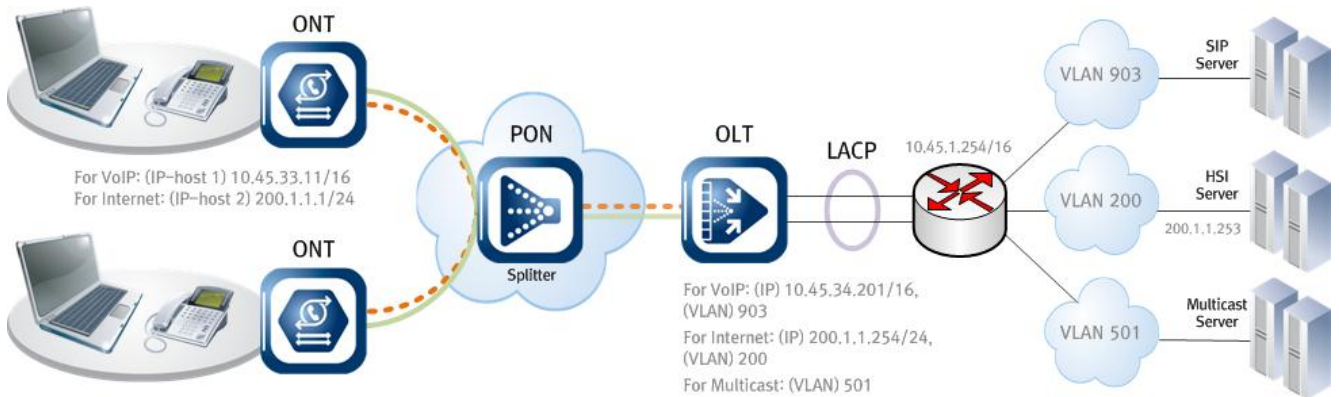 ONT
For VoIP: (IP-host 1) 10.45.33.11/16
For Internet: (IP-host 2) 200.1.1.1/24
ONT
PON
Splitter
OLT
For VoIP: (IP) 10.45.34.201/16,
(VLAN) 903
For Internet: (IP) 200.1.1.254/24,
(VLAN) 200
For Multicast: (VLAN) 501
LACP
10.45.1.254/16
VLAN 903
SIP
Server
VLAN 200
HSI
Server
200.1.1.253
VLAN 501
Multicast
Server